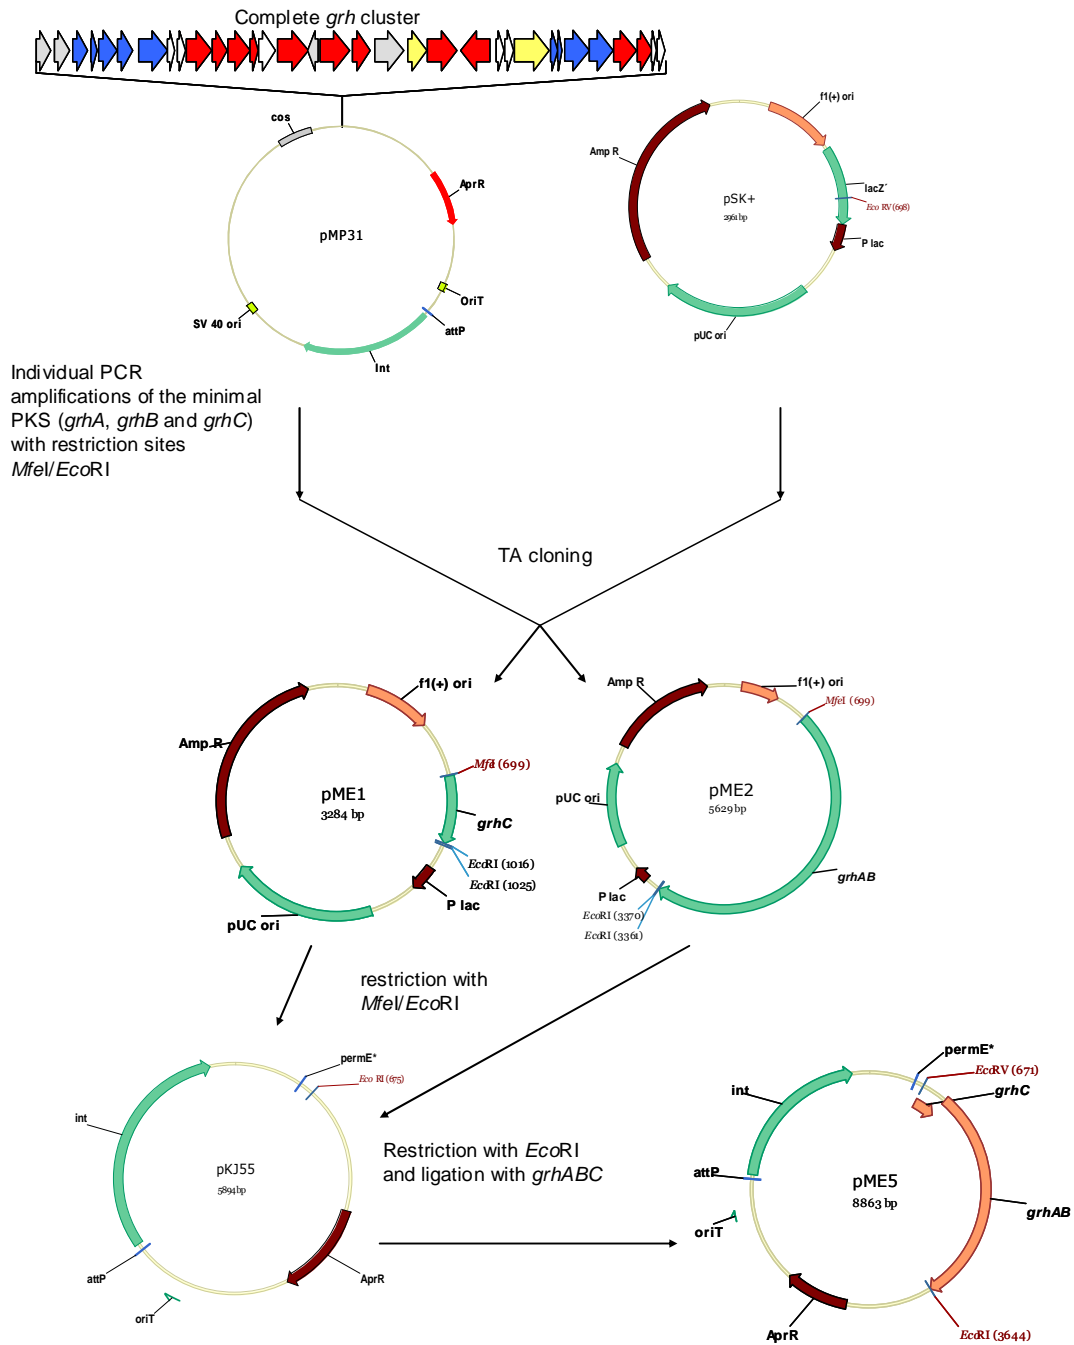 Complete grh cluster
cos
AprR
pMP31
OriT
attP
SV 40 ori
Int
f1(+) ori
Amp R
lacZ´
Eco RV (698)
pSK+
2961 bp
P lac
pUC ori
Individual PCR
amplifications of the minimal
PKS (grhA, grhB and grhC)
with restriction sites
MfeI/EcoRI
TA cloning
f1(+) ori
Amp R
MfeI (699)
pME1
3284 bp
grhC
EcoRI (1016)
EcoRI (1025)
P lac
pUC ori
Amp R
f1(+) ori
MfeI (699)
pME2
5629 bp
pUC ori
grhAB
P lac
EcoRI (3370)
EcoRI (3361)
restriction with
MfeI/EcoRI
permE*
Eco RI (675)
int
pKJ55
5894 bp
attP
AprR
oriT
Restriction with EcoRI
and ligation with grhABC
permE*
EcoRV (671)
int
grhC
attP
pME5
8863 bp
grhAB
oriT
AprR
EcoRI (3644)